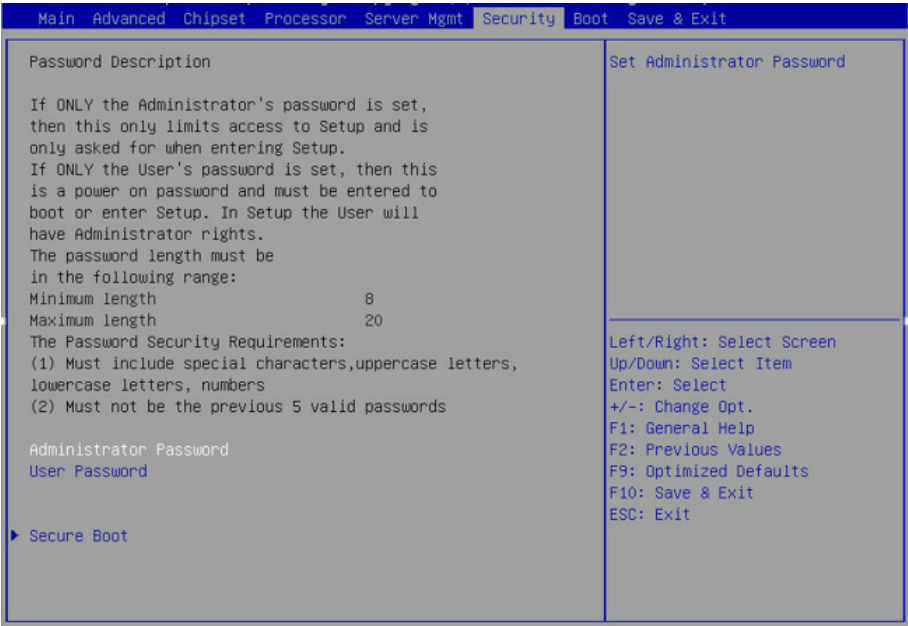 Main Advanced Chipset Processor Server Mgmt Security Boot Save & Exit
Password Description
If ONLY the Administrator's password is set,
then this only limits access to Setup and is
only asked for when entering Setup.
If ONLY the User's password is set, then this
is a power on password and must be entered to
boot or enter Setup. In Setup the User will
have Administrator rights.
The password length must be
in the following range:
Minimum length 8
Maximum length 20
The Password Security Requirements:
(1) Must include special characters,uppercase letters,
lowercase letters, numbers
(2) Must not be the previous 5 valid passwords
Administrator Password
User Password
Secure Boot
Set Administrator Password
Left/Right: Select Screen
Up/Down: Select Item
Enter: Select
+/-: Change Opt.
F1: General Help
F2: Previous Values
F9: Optimized Defaults
F10: Save & Exit
ESC: Exit